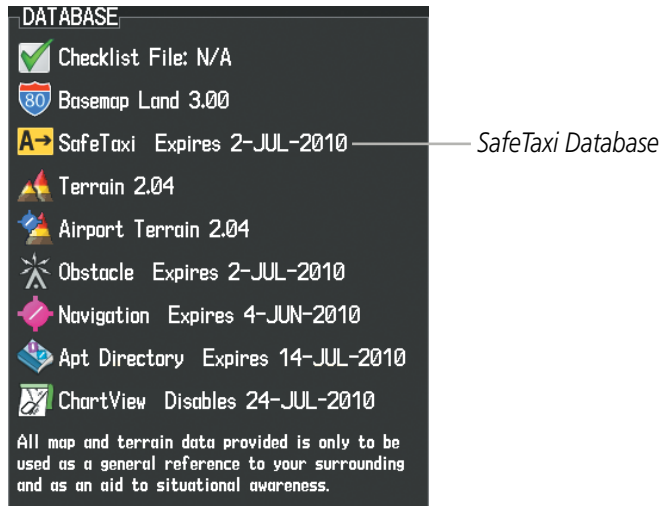 DATABASE
Checklist File: N/A
80 Basemap Land 3.00
A→ SafeTaxi Expires 2-JUL-2010 SafeTaxi Database
Terrain 2.04
Airport Terrain 2.04
Obstacle Expires 2-JUL-2010
Navigation Expires 4-JUN-2010
Apt Directory Expires 14-JUL-2010
ChartView Disables 24-JUL-2010
All map and terrain data provided is only to be
used as a general reference to your surrounding
and as an aid to situational awareness.